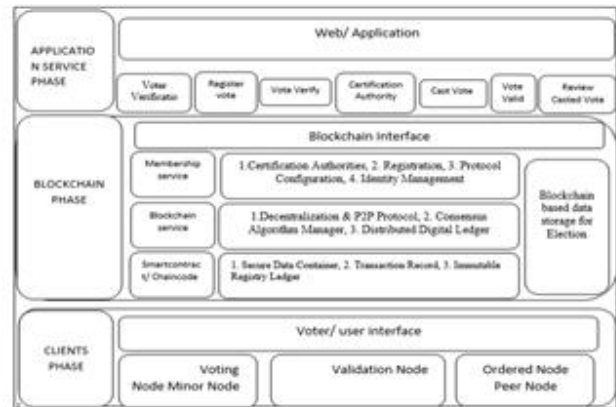 APPLICATIO
N SERVICE
PHASE
Web/ Application
Voter
Verificatio
Register
vote
Vote Verify
Certification
Authority
Cast Vote
Vote
Valid
Review
Casted Vote
BLOCKCHAIN
PHASE
Blockchain Interface
Membership
service
1.Certification Authorities, 2. Registration, 3. Protocol
Configuration, 4. Identity Management
Blockchain
service
1.Decentralization & P2P Protocol, 2. Consensus
Algorithm Manager, 3. Distributed Digital Ledger
Smartcontrac
t/ Chaincode
1. Secure Data Container, 2. Transaction Record, 3. Immutable
Registry Ledger
Blockchain
based data
storage for
Election
CLIENTS
PHASE
Voter/ user interface
Voting
Node Minor Node
Validation Node
Ordered Node
Peer Node